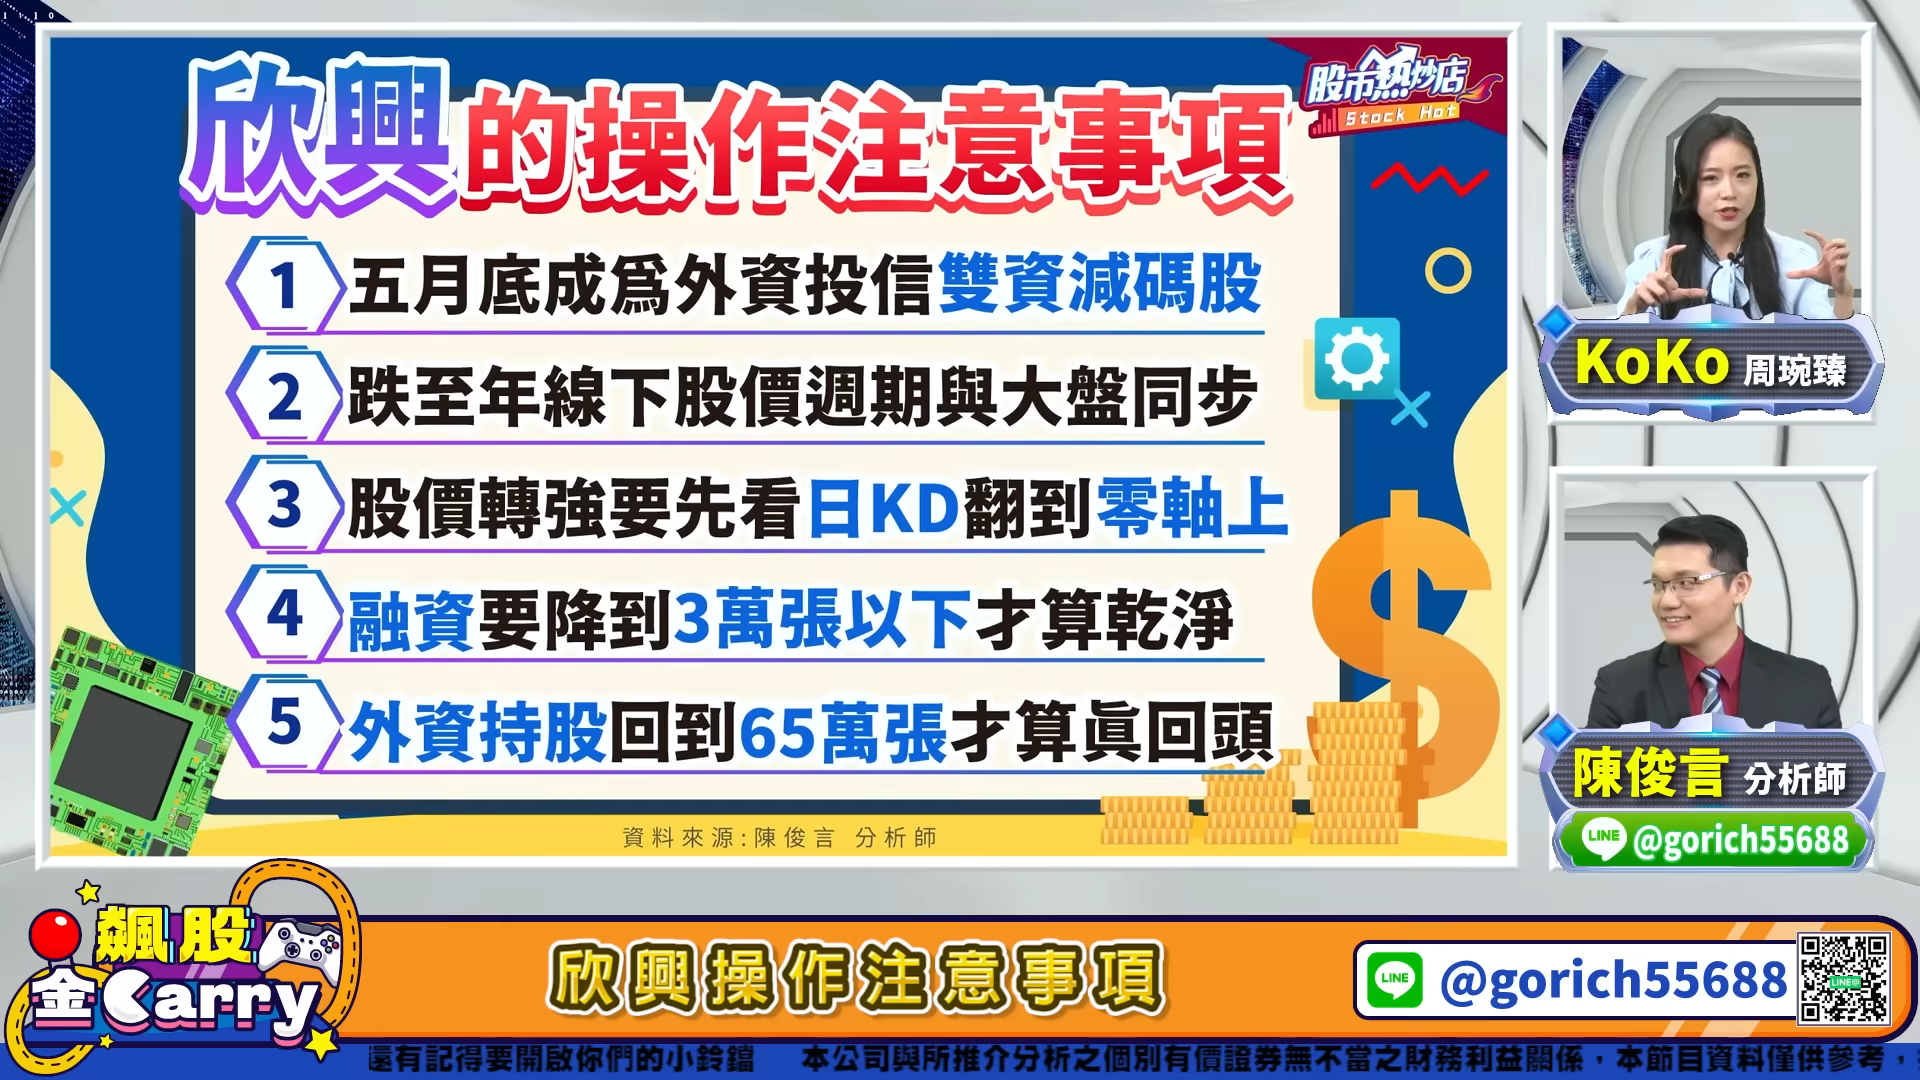 欣興的操作注意事項
股市熱炒店
Stock Hot
1 五月底成為外資投信雙資減碼股
2 跌至年線下股價週期與大盤同步
3 股價轉強要先看日KD翻到零軸上
4 融資要降到3萬張以下才算乾淨
5 外資持股回到65萬張才算真回頭
資料來源:陳俊言 分析師
KoKo 周琬臻
陳俊言 分析師
LINE @gorich55688
飆股
金Carry
欣興操作注意事項
LINE @gorich55688
LINE@
還有記得要開啟你們的小鈴鐺 本公司與所推介分析之個別有價證券無不當之財務利益關係，本節目資料僅供參考，